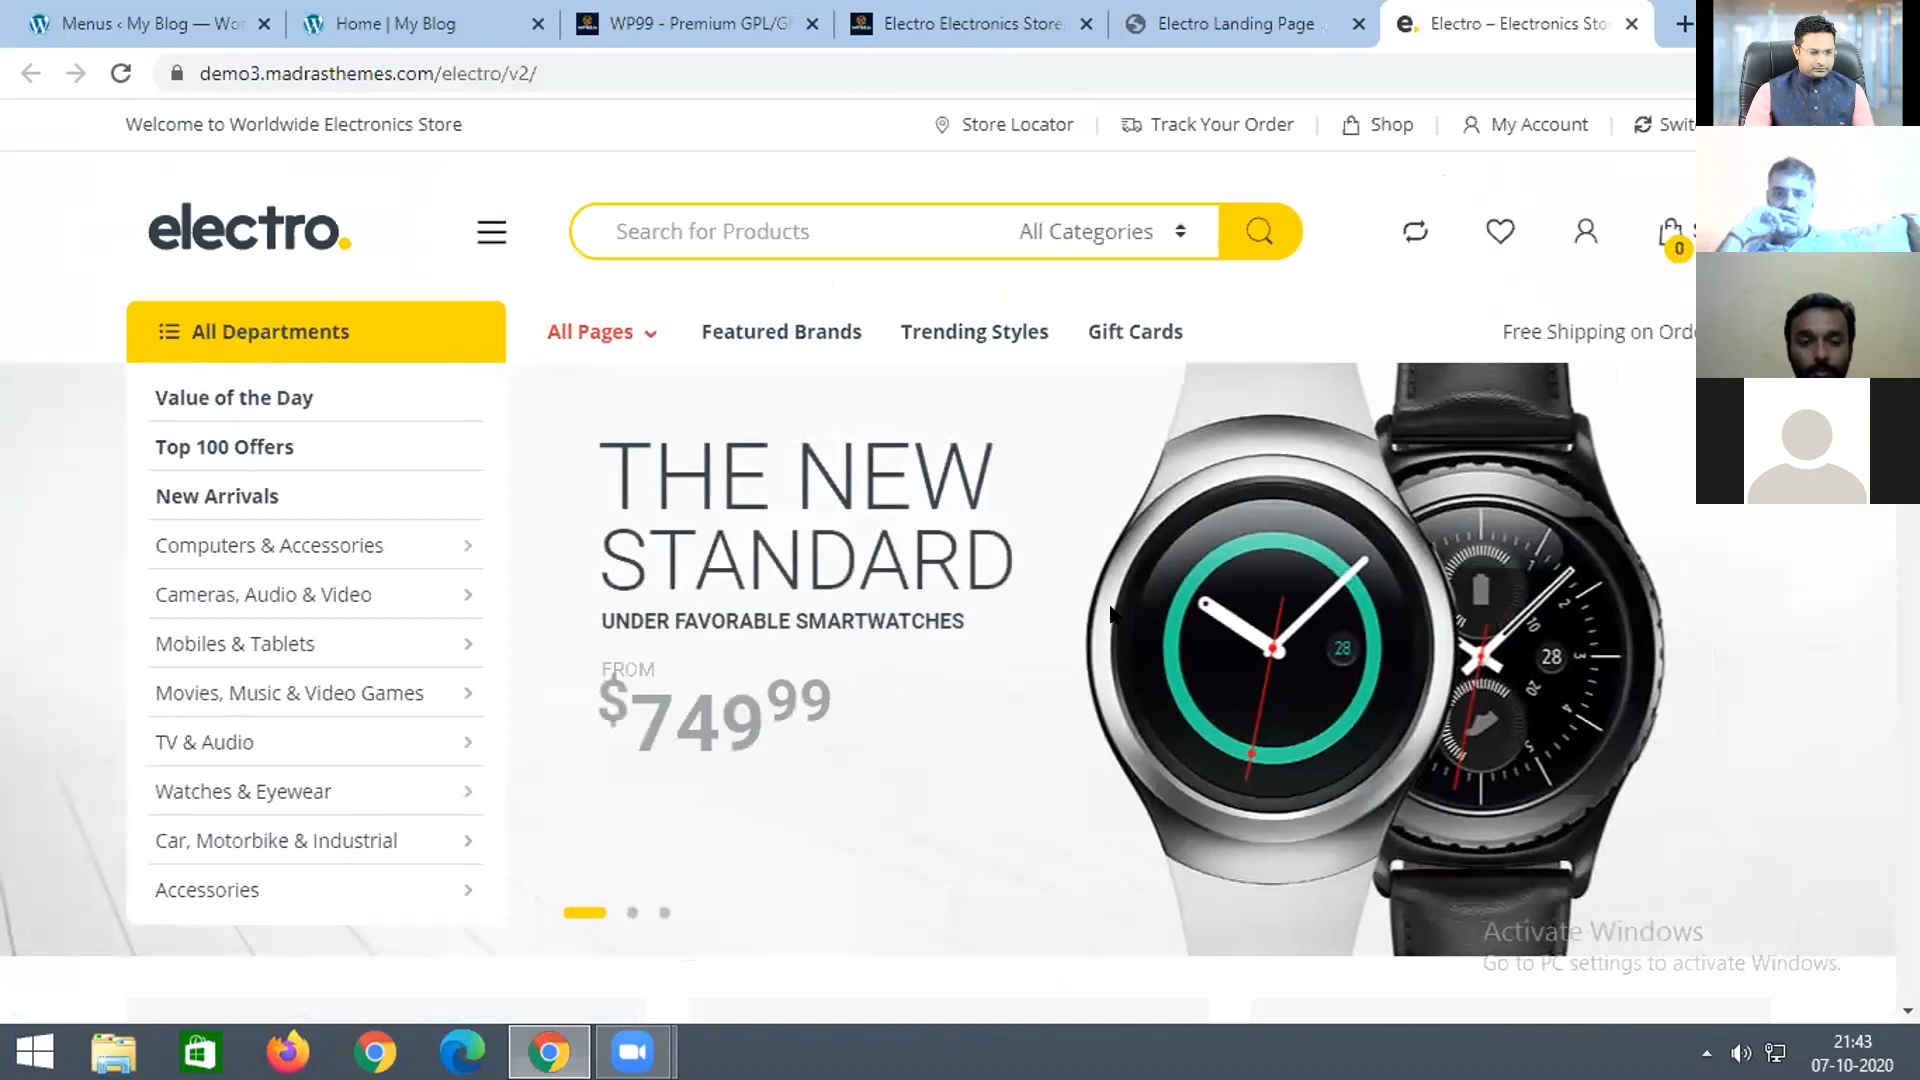 Menus ‹ My Blog — Wor
Home | My Blog
WP99 - Premium GPL/G
Electro Electronics Store
Electro Landing Page
Electro – Electronics Sto
demo3.madrasthemes.com/electro/v2/
Welcome to Worldwide Electronics Store
Store Locator
Track Your Order
Shop
My Account
Swit
electro.
Search for Products
All Categories
0
All Departments
All Pages
Featured Brands
Trending Styles
Gift Cards
Free Shipping on Orde
Value of the Day
Top 100 Offers
New Arrivals
Computers & Accessories
Cameras, Audio & Video
Mobiles & Tablets
Movies, Music & Video Games
TV & Audio
Watches & Eyewear
Car, Motorbike & Industrial
Accessories
THE NEW
STANDARD
UNDER FAVORABLE SMARTWATCHES
FROM
$749 99
28
28
Activate Windows
Go to PC settings to activate Windows.
21:43
07-10-2020